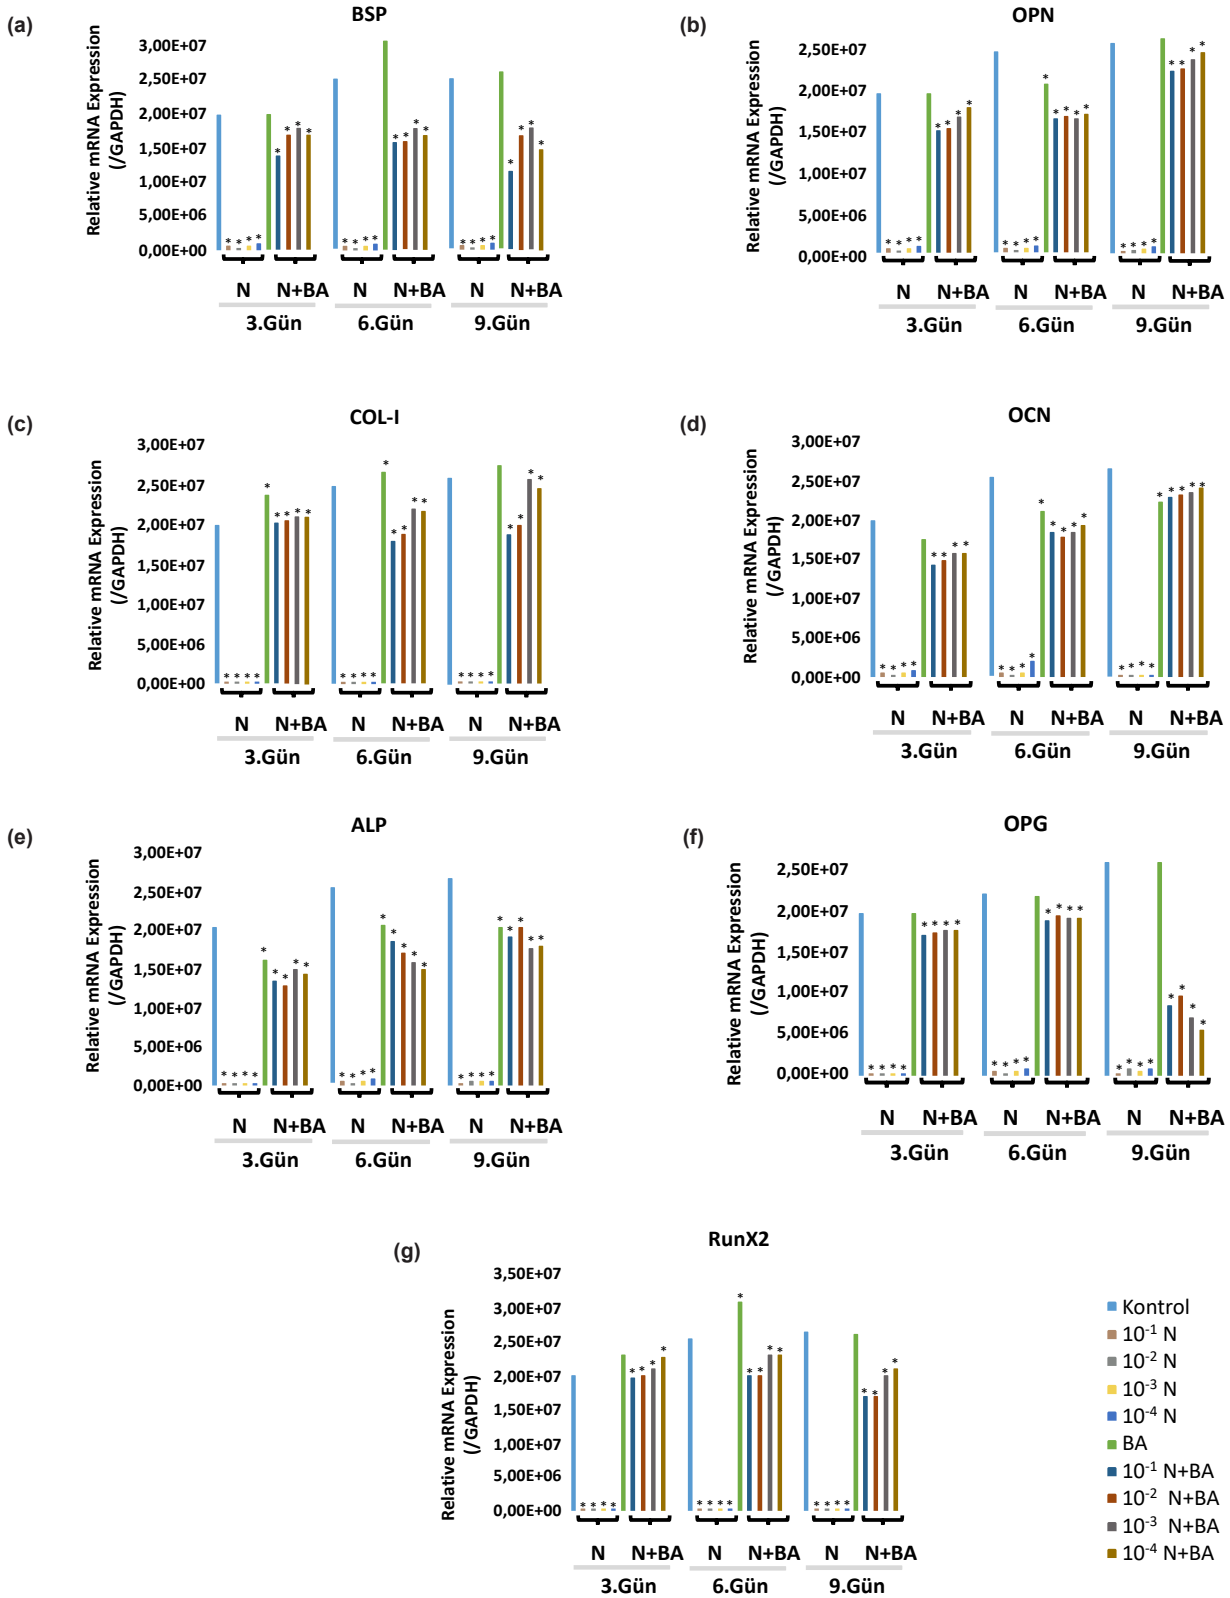 (a)
BSP
Relative mRNA Expression
(/GAPDH)
3,00E+07
2,50E+07
2,00E+07
1,50E+07
1,00E+07
5,00E+06
0,00E+00
* * * * * * * * * * * * * * * * * * * * * * * *
N N+BA N N+BA N N+BA
3.Gün 6.Gün 9.Gün
(b)
OPN
Relative mRNA Expression
(/GAPDH)
2,50E+07
2,00E+07
1,50E+07
1,00E+07
5,00E+06
0,00E+00
* * * * * * * * * * * * * * * * * * * * * * * * *
N N+BA N N+BA N N+BA
3.Gün 6.Gün 9.Gün
(c)
COL-I
Relative mRNA Expression
(/GAPDH)
3,00E+07
2,50E+07
2,00E+07
1,50E+07
1,00E+07
5,00E+06
0,00E+00
* * * * * * * * * * * * * * * * * * * * * * * * * *
N N+BA N N+BA N N+BA
3.Gün 6.Gün 9.Gün
(d)
OCN
Relative mRNA Expression
(/GAPDH)
3,00E+07
2,50E+07
2,00E+07
1,50E+07
1,00E+07
5,00E+06
0,00E+00
* * * * * * * * * * * * * * * * * * * * * * * * * *
N N+BA N N+BA N N+BA
3.Gün 6.Gün 9.Gün
(e)
ALP
Relative mRNA Expression
(/GAPDH)
3,00E+07
2,50E+07
2,00E+07
1,50E+07
1,00E+07
5,00E+06
0,00E+00
* * * * * * * * * * * * * * * * * * * * * * * * * * *
N N+BA N N+BA N N+BA
3.Gün 6.Gün 9.Gün
(f)
OPG
Relative mRNA Expression
(/GAPDH)
2,50E+07
2,00E+07
1,50E+07
1,00E+07
5,00E+06
0,00E+00
* * * * * * * * * * * * * * * * * * * * * * * *
N N+BA N N+BA N N+BA
3.Gün 6.Gün 9.Gün
(g)
RunX2
Relative mRNA Expression
(/GAPDH)
3,50E+07
3,00E+07
2,50E+07
2,00E+07
1,50E+07
1,00E+07
5,00E+06
0,00E+00
* * * * * * * * * * * * * * * * * * * * * * * * *
N N+BA N N+BA N N+BA
3.Gün 6.Gün 9.Gün
Kontrol
10⁻¹ N
10⁻² N
10⁻³ N
10⁻⁴ N
BA
10⁻¹ N+BA
10⁻² N+BA
10⁻³ N+BA
10⁻⁴ N+BA